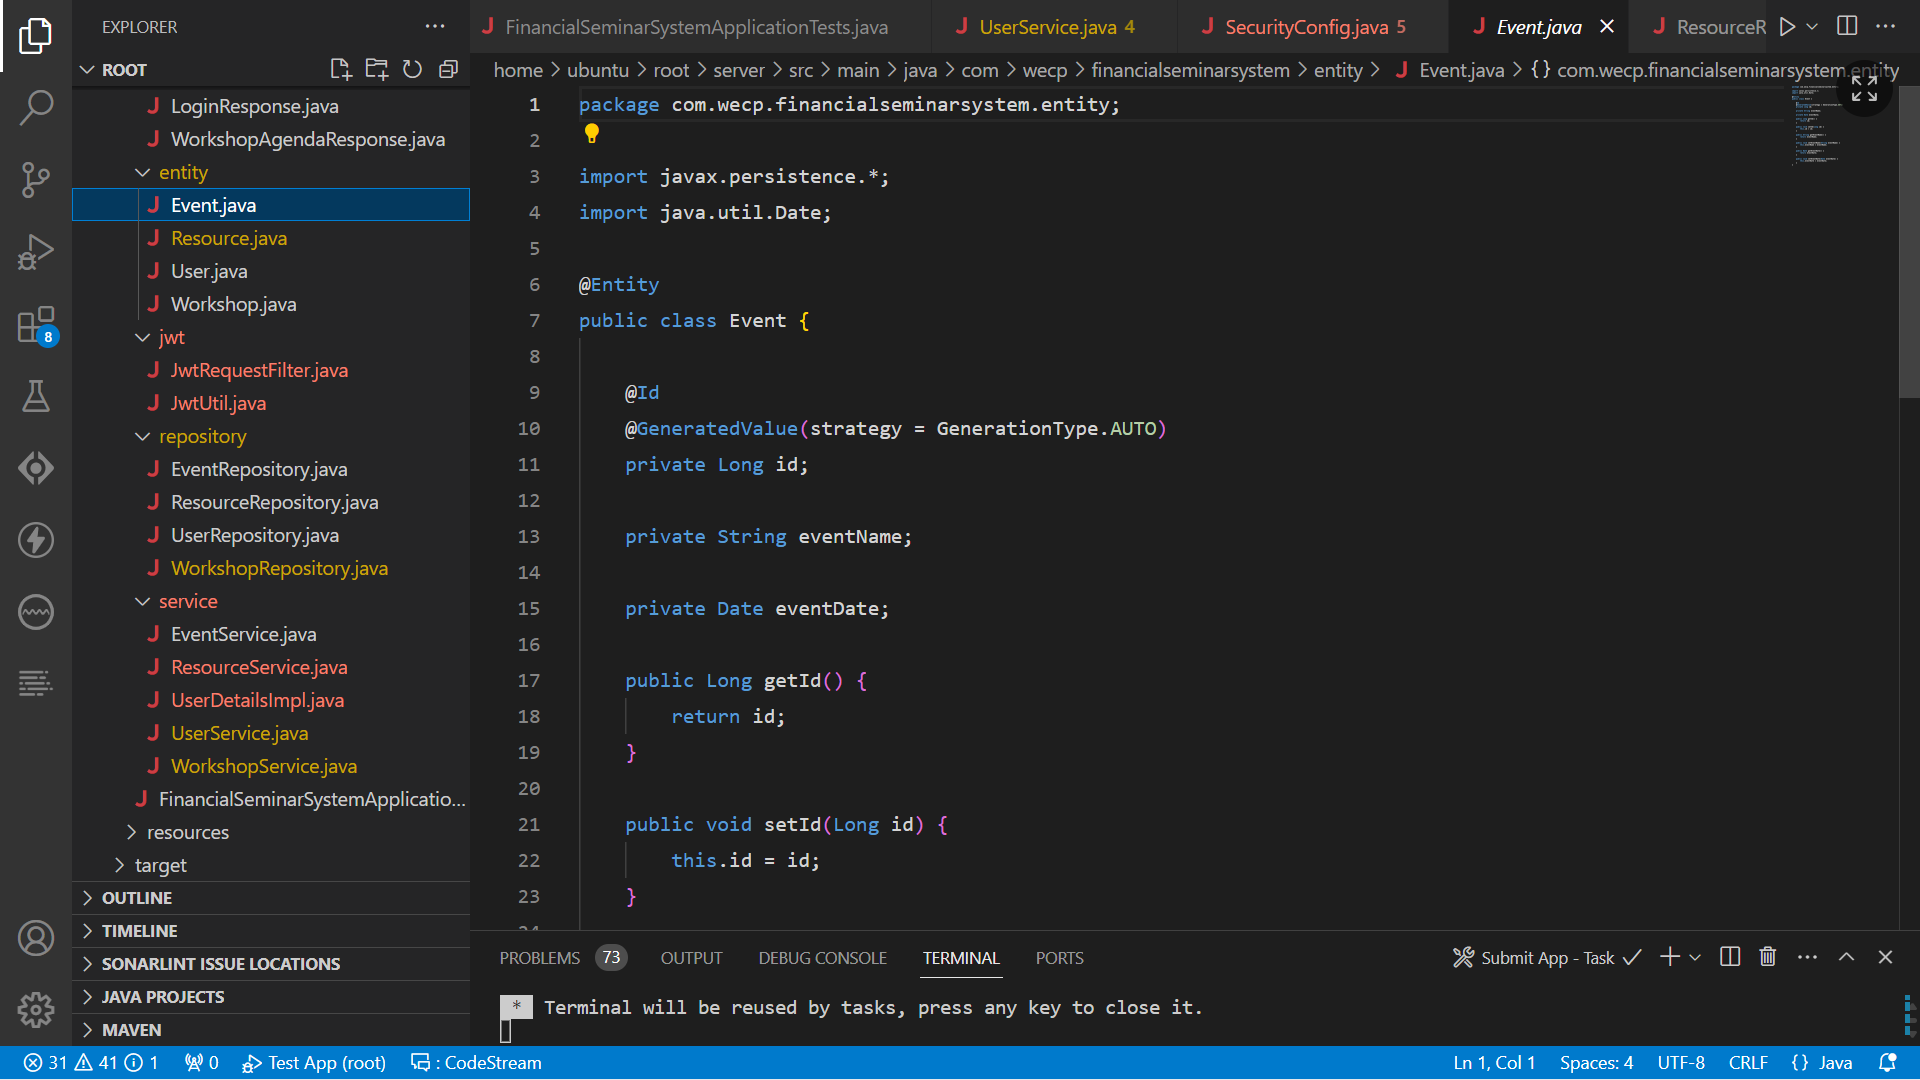 EXPLORER
ROOT
LoginResponse.java
WorkshopAgendaResponse.java
entity
Event.java
Resource.java
User.java
Workshop.java
jwt
JwtRequestFilter.java
JwtUtil.java
repository
EventRepository.java
ResourceRepository.java
UserRepository.java
WorkshopRepository.java
service
EventService.java
ResourceService.java
UserDetailsImpl.java
UserService.java
WorkshopService.java
FinancialSeminarSystemApplicatio...
resources
target
OUTLINE
TIMELINE
SONARLINT ISSUE LOCATIONS
JAVA PROJECTS
MAVEN
8
FinancialSeminarSystemApplicationTests.java
UserService.java 4
SecurityConfig.java 5
Event.java
ResourceR
home > ubuntu > root > server > src > main > java > com > wecp > financialseminarsystem > entity > J Event.java > {} com.wecp.financialseminarsystem.entity
1 package com.wecp.financialseminarsystem.entity;
2
3 import javax.persistence.*;
4 import java.util.Date;
5
6 @Entity
7 public class Event {
8
9 @Id
10 @GeneratedValue(strategy = GenerationType.AUTO)
11 private Long id;
12
13 private String eventName;
14
15 private Date eventDate;
16
17 public Long getId() {
18 return id;
19 }
20
21 public void setId(Long id) {
22 this.id = id;
23 }
PROBLEMS 73 OUTPUT DEBUG CONSOLE TERMINAL PORTS
Submit App - Task
* Terminal will be reused by tasks, press any key to close it.
31 41 1 0 Test App (root) : CodeStream
Ln 1, Col 1 Spaces: 4 UTF-8 CRLF {} Java